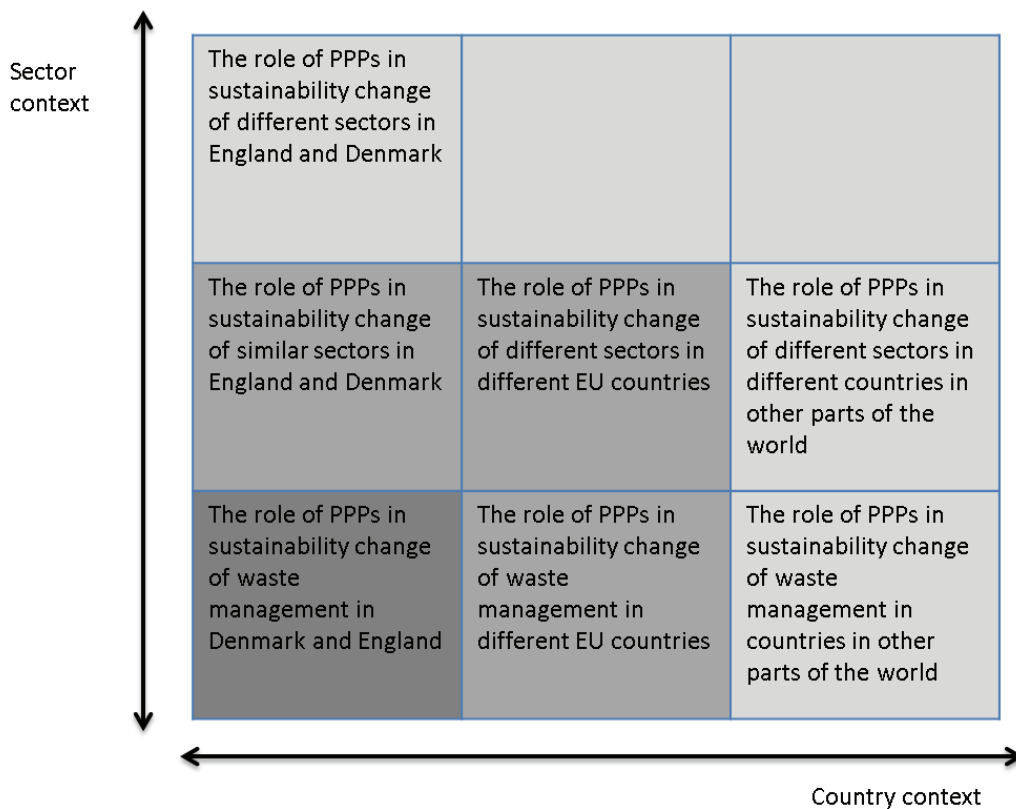 Sector
context
The role of PPPs in
sustainability change
of different sectors in
England and Denmark
The role of PPPs in
sustainability change
of similar sectors in
England and Denmark
The role of PPPs in
sustainability change
of different sectors in
different EU countries
The role of PPPs in
sustainability change
of different sectors in
different countries in
other parts of the
world
The role of PPPs in
sustainability change
of waste
management in
Denmark and England
The role of PPPs in
sustainability change
of waste
management in
different EU countries
The role of PPPs in
sustainability change
of waste
management in
countries in other
parts of the world
Country context